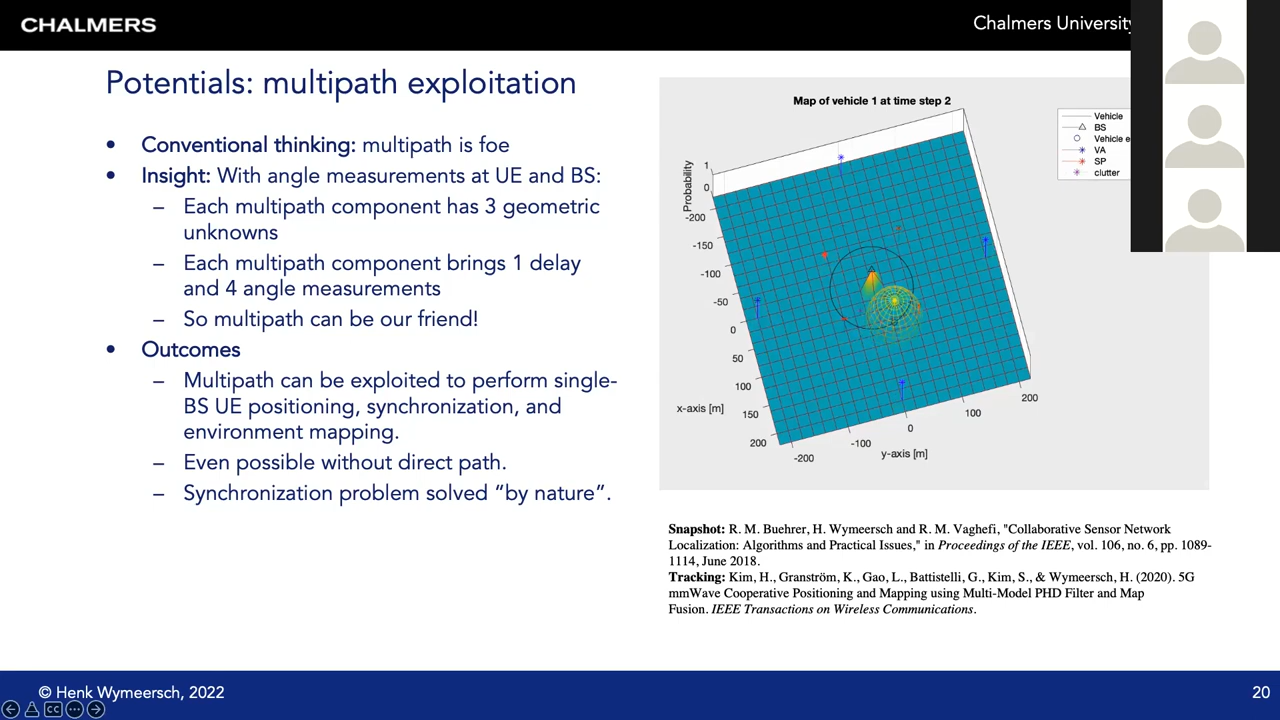 CHALMERS
Chalmers University
Potentials: multipath exploitation
• Conventional thinking: multipath is foe
• Insight: With angle measurements at UE and BS:
– Each multipath component has 3 geometric
unknowns
– Each multipath component brings 1 delay
and 4 angle measurements
– So multipath can be our friend!
• Outcomes
– Multipath can be exploited to perform single-
BS UE positioning, synchronization, and
environment mapping.
– Even possible without direct path.
– Synchronization problem solved “by nature”.
Map of vehicle 1 at time step 2
Vehicle
BS
Vehicle e
VA
SP
clutter
Probability
1
0
-200
-150
-100
-50
0
50
100
150
200
x-axis [m]
-200
-100
0
100
200
y-axis [m]
Snapshot: R. M. Buehrer, H. Wymeersch and R. M. Vaghefi, "Collaborative Sensor Network
Localization: Algorithms and Practical Issues," in Proceedings of the IEEE, vol. 106, no. 6, pp. 1089-
1114, June 2018.
Tracking: Kim, H., Granström, K., Gao, L., Battistelli, G., Kim, S., & Wymeersch, H. (2020). 5G
mmWave Cooperative Positioning and Mapping using Multi-Model PHD Filter and Map
Fusion. IEEE Transactions on Wireless Communications.
© Henk Wymeersch, 2022
20
CC